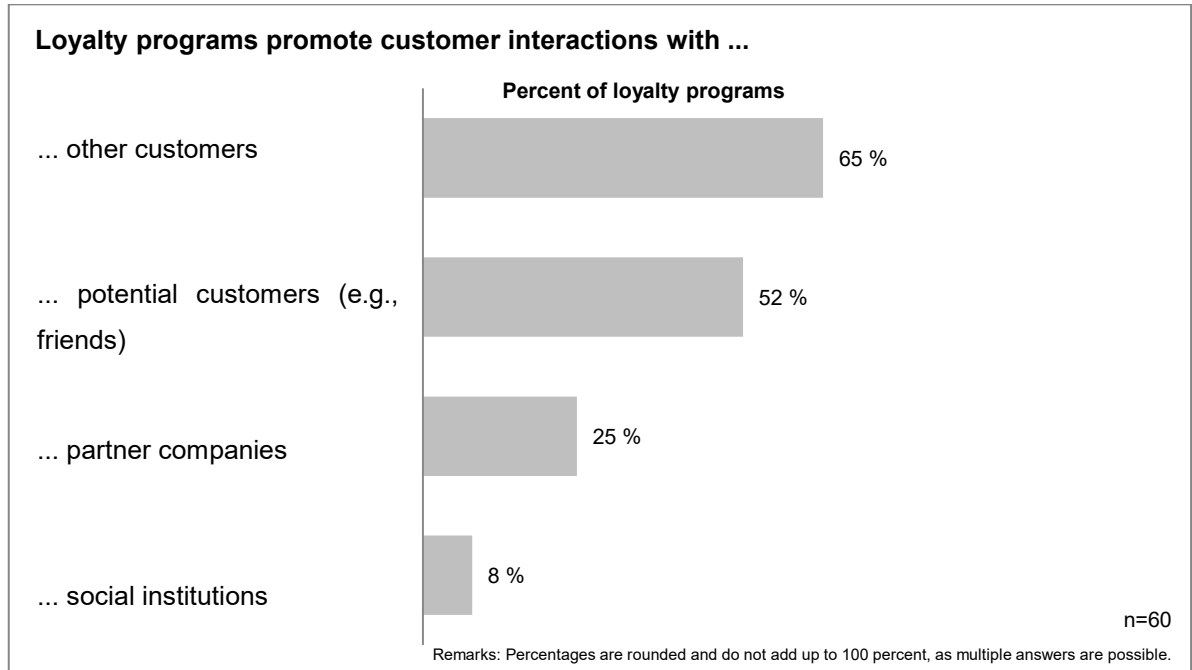 Loyalty programs promote customer interactions with ...
Percent of loyalty programs
... other customers
65 %
... potential customers (e.g.,
friends)
52 %
... partner companies
25 %
... social institutions
8 %
n=60
Remarks: Percentages are rounded and do not add up to 100 percent, as multiple answers are possible.